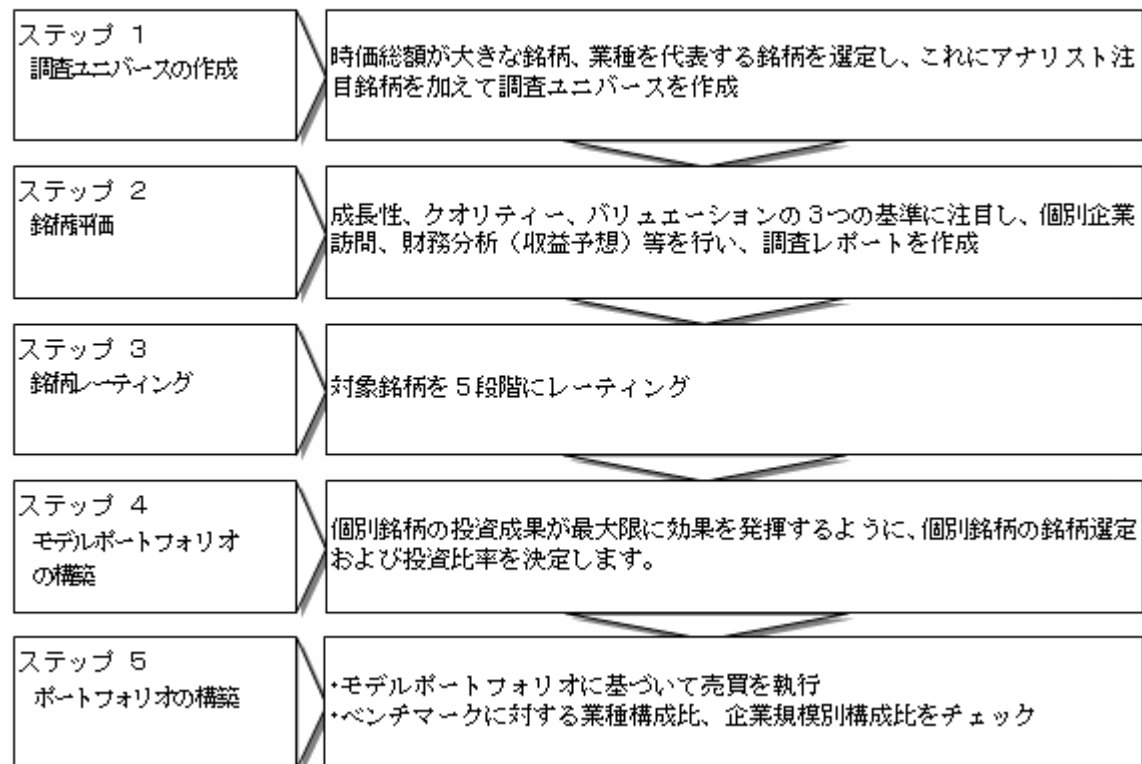 ステップ 1
調査ユニバースの作成
時価総額が大きな銘柄、業種を代表する銘柄を選定し、これにアナリスト注
目銘柄を加えて調査ユニバースを作成
ステップ 2
銘柄評価
成長性、クオリティー、バリュエーションの3つの基準に注目し、個別企業
訪問、財務分析（収益予想）等を行い、調査レポートを作成
ステップ 3
銘柄レーティング
対象銘柄を5段階にレーティング
ステップ 4
モデルポートフォリオ
の構築
個別銘柄の投資成果が最大限に効果を発揮するように、個別銘柄の銘柄選定
および投資比率を決定します。
ステップ 5
ポートフォリオの構築
・モデルポートフォリオに基づいて売買を執行
・ベンチマークに対する業種構成比、企業規模別構成比をチェック